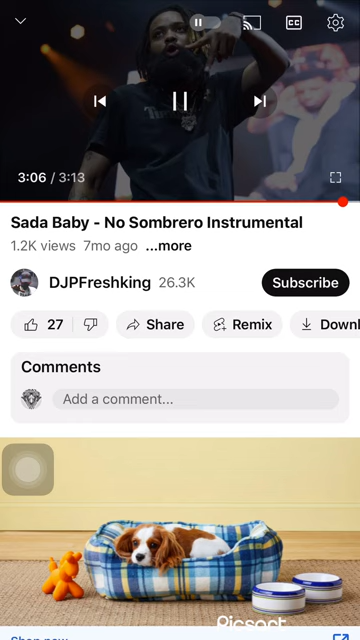 CC
3:06 / 3:13
Sada Baby - No Sombrero Instrumental
1.2K views 7mo ago ...more
DJPFreshking 26.3K
Subscribe
27
Share
Remix
Comments
Add a comment...